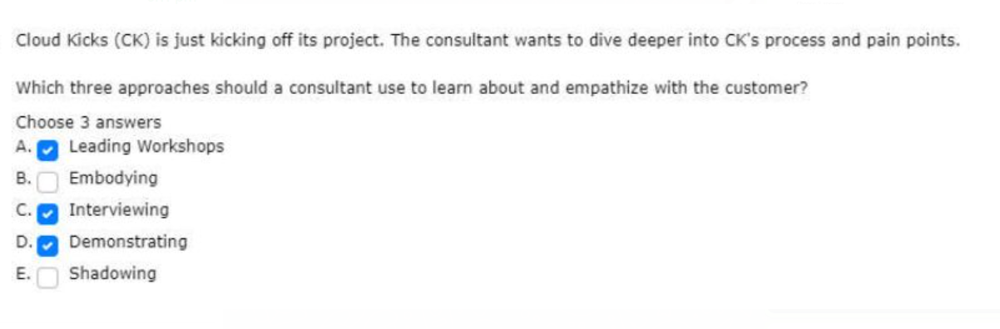 Cloud Kicks (CK) is just kicking off its project. The consultant wants to dive deeper into CK's process and pain points.
Which three approaches should a consultant use to learn about and empathize with the customer?
Choose 3 answers
A. Leading Workshops
B. Embodying
C. Interviewing
D. Demonstrating
E. Shadowing